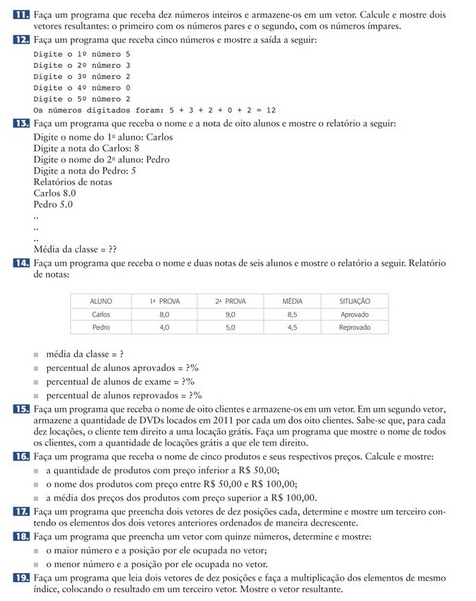 11. Faça um programa que receba dez números inteiros e armazene-os em um vetor. Calcule e mostre dois
vetores resultantes: o primeiro com os números pares e o segundo, com os números ímpares.
12. Faça um programa que receba cinco números e mostre a saída a seguir:
Digite o 1º número 5
Digite o 2º número 3
Digite o 3º número 2
Digite o 4º número 0
Digite o 5º número 2
Os números digitados foram: 5 + 3 + 2 + 0 + 2 = 12
13. Faça um programa que receba o nome e a nota de oito alunos e mostre o relatório a seguir:
Digite o nome do 1º aluno: Carlos
Digite a nota do Carlos: 8
Digite o nome do 2º aluno: Pedro
Digite a nota do Pedro: 5
Relatórios de notas
Carlos 8.0
Pedro 5.0
..
..
..
Média da classe = ??
14. Faça um programa que receba o nome e duas notas de seis alunos e mostre o relatório a seguir. Relatório
de notas:
ALUNO 1ª PROVA 2ª PROVA MÉDIA SITUAÇÃO
Carlos 8,0 9,0 8,5 Aprovado
Pedro 4,0 5,0 4,5 Reprovado
■ média da classe = ?
■ percentual de alunos aprovados = ?%
■ percentual de alunos de exame = ?%
■ percentual de alunos reprovados = ?%
15. Faça um programa que receba o nome de oito clientes e armazene-os em um vetor. Em um segundo vetor,
armazene a quantidade de DVDs locados em 2011 por cada um dos oito clientes. Sabe-se que, para cada
dez locações, o cliente tem direito a uma locação grátis. Faça um programa que mostre o nome de todos
os clientes, com a quantidade de locações grátis a que ele tem direito.
16. Faça um programa que receba o nome de cinco produtos e seus respectivos preços. Calcule e mostre:
■ a quantidade de produtos com preço inferior a R$ 50,00;
■ o nome dos produtos com preço entre R$ 50,00 e R$ 100,00;
■ a média dos preços dos produtos com preço superior a R$ 100,00.
17. Faça um programa que preencha dois vetores de dez posições cada, determine e mostre um terceiro con-
tendo os elementos dos dois vetores anteriores ordenados de maneira decrescente.
18. Faça um programa que preencha um vetor com quinze números, determine e mostre:
■ o maior número e a posição por ele ocupada no vetor;
■ o menor número e a posição por ele ocupada no vetor.
19. Faça um programa que leia dois vetores de dez posições e faça a multiplicação dos elementos de mesmo
índice, colocando o resultado em um terceiro vetor. Mostre o vetor resultante.